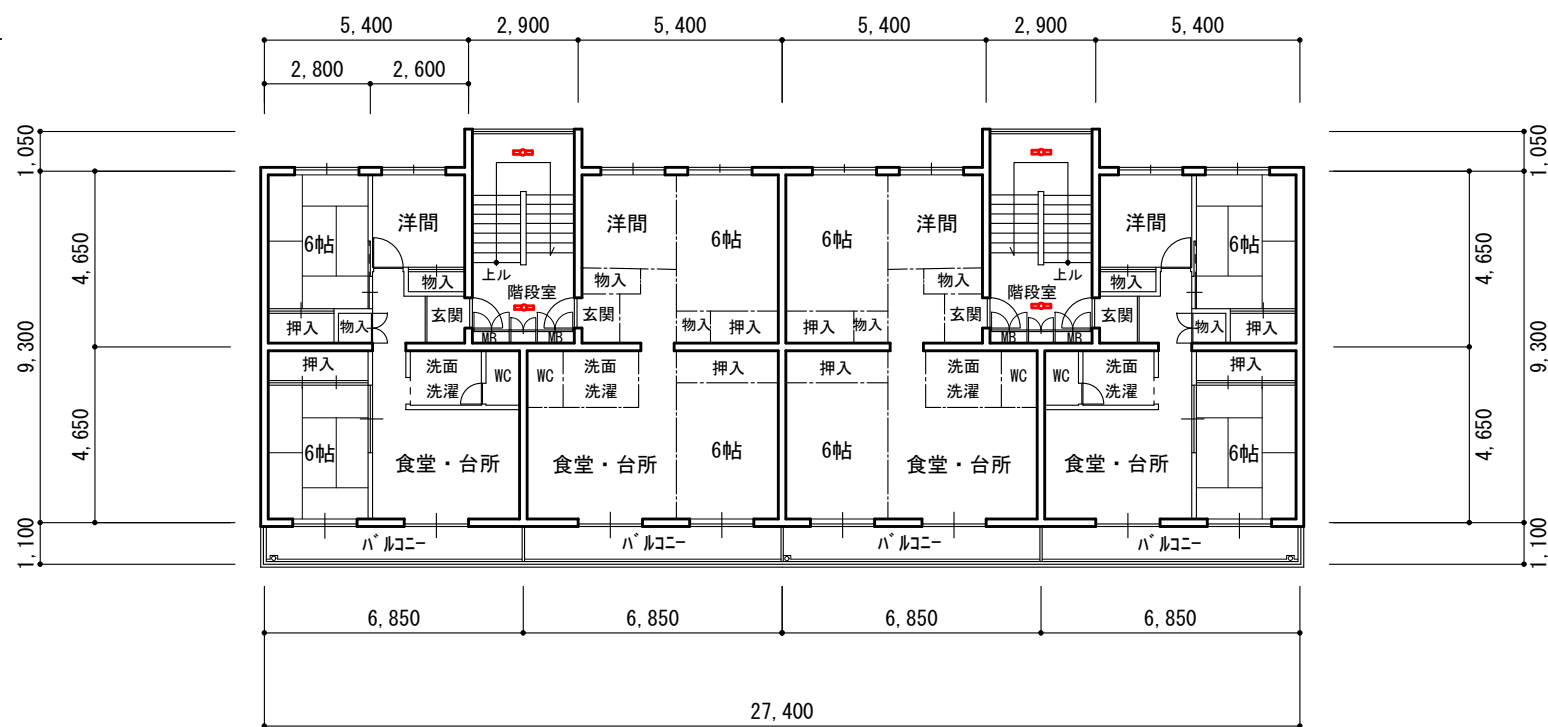 5,400 2,900 5,400 5,400 2,900 5,400
2,800 2,600
1,050 1,050
洋間 洋間 洋間 洋間
6帖 6帖 6帖 6帖
4,650 4,650
上ル 上ル
物入 物入 物入 物入
階段室 階段室
玄関 玄関 玄関 玄関
押入 物入 物入 押入 押入 物入 物入 押入
MB MB MB MB
9,300 9,300
押入 洗面 WC WC 洗面 押入 押入 洗面 WC WC 洗面 押入
洗濯 洗濯 洗濯 洗濯
4,650 4,650
6帖 6帖 6帖 6帖
食堂・台所 食堂・台所 食堂・台所 食堂・台所
1,100 1,100
バルコニー バルコニー バルコニー バルコニー
6,850 6,850 6,850 6,850
27,400